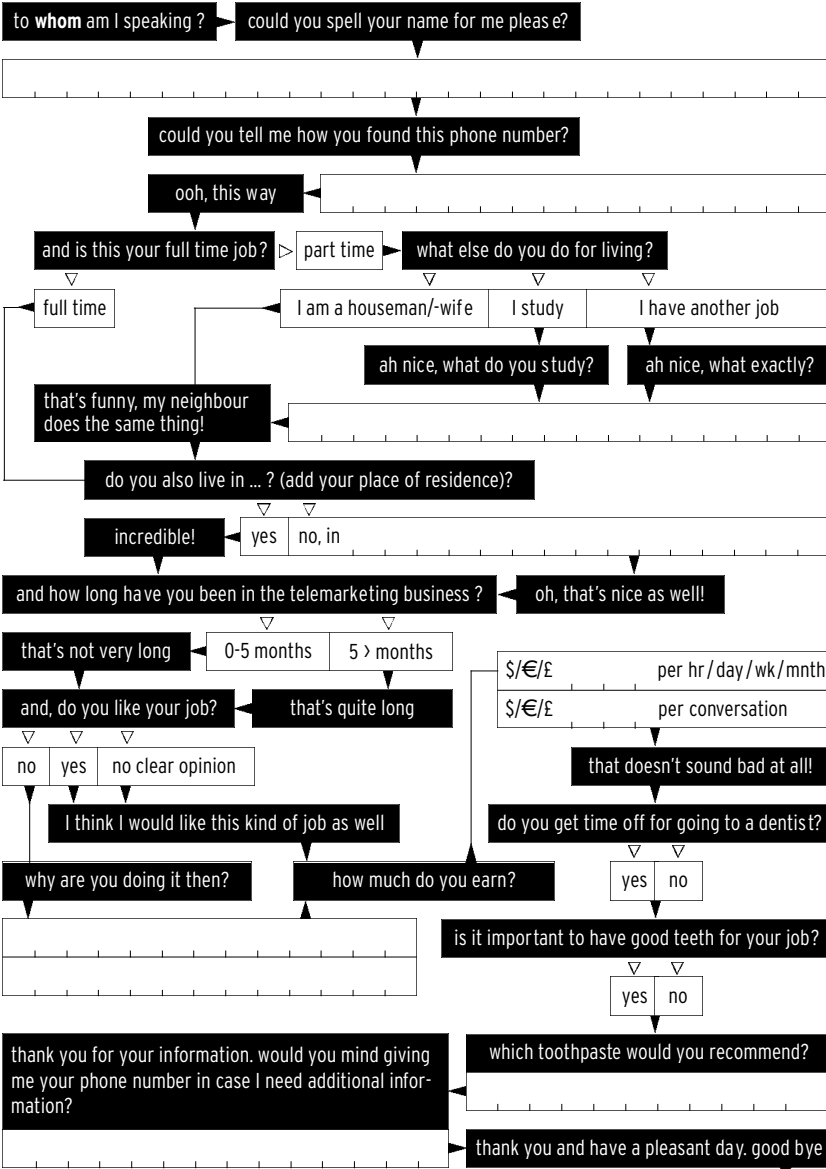 to whom am I speaking ?
could you spell your name for me please?
could you tell me how you found this phone number?
ooh, this way
and is this your full time job?
part time
what else do you do for living?
full time
I am a houseman/-wife
I study
I have another job
ah nice, what do you study?
ah nice, what exactly?
that's funny, my neighbour
does the same thing!
do you also live in ... ? (add your place of residence)?
incredible!
yes
no, in
and how long have you been in the telemarketing business ?
oh, that's nice as well!
that's not very long
0-5 months
5 > months
$/€/£ per hr/day/wk/mnth
and, do you like your job?
that's quite long
$/€/£ per conversation
no
yes
no clear opinion
that doesn't sound bad at all!
I think I would like this kind of job as well
do you get time off for going to a dentist?
why are you doing it then?
how much do you earn?
yes
no
is it important to have good teeth for your job?
yes
no
thank you for your information. would you mind giving
me your phone number in case I need additional infor-
mation?
which toothpaste would you recommend?
thank you and have a pleasant day. good bye